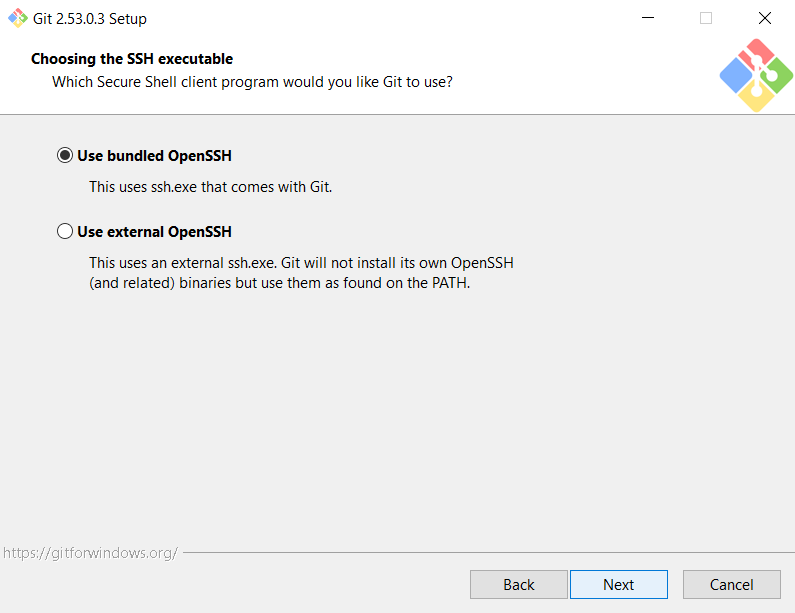 Git 2.53.0.3 Setup
Choosing the SSH executable
Which Secure Shell client program would you like Git to use?
Use bundled OpenSSH
This uses ssh.exe that comes with Git.
Use external OpenSSH
This uses an external ssh.exe. Git will not install its own OpenSSH
(and related) binaries but use them as found on the PATH.
https://gitforwindows.org/
Back Next Cancel